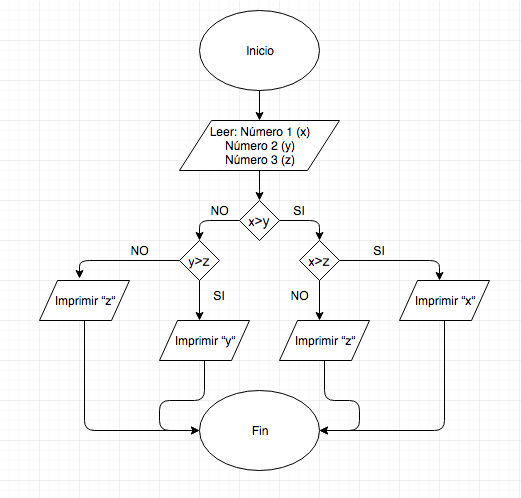 Inicio
Leer: Número 1 (x)
Número 2 (y)
Número 3 (z)
x>y
NO
SI
y>z
x>z
NO
SI
SI
NO
Imprimir "z"
Imprimir "y"
Imprimir "z"
Imprimir "x"
Fin